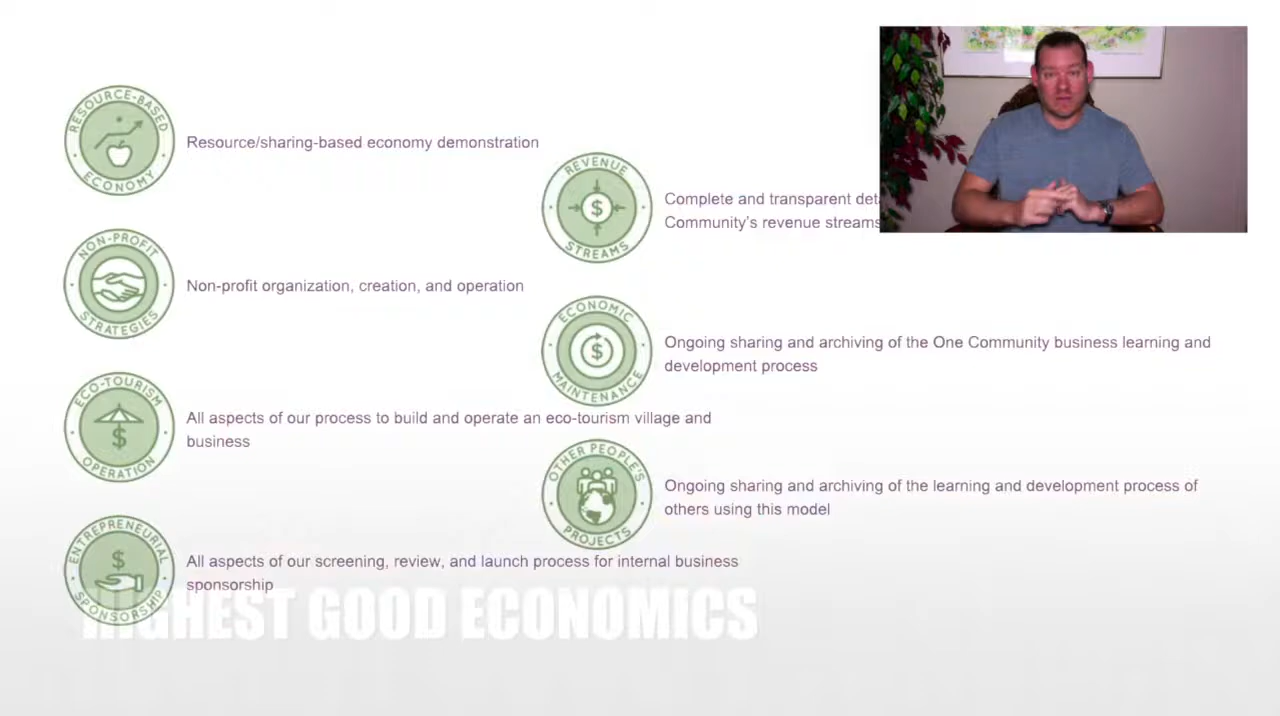 RESOURCE-BASED
ECONOMY
Resource/sharing-based economy demonstration
NON-PROFIT
STRATEGIES
Non-profit organization, creation, and operation
ECO-TOURISM
OPERATION
$
All aspects of our process to build and operate an eco-tourism village and
business
ENTREPRENEURIAL
SPONSORSHIP
$
All aspects of our screening, review, and launch process for internal business
sponsorship
REVENUE
STREAMS
$
Complete and transparent
Community's revenue streams
ECONOMIC
MAINTENANCE
$
Ongoing sharing and archiving of the One Community business learning and
development process
OTHER PEOPLE'S
PROJECTS
Ongoing sharing and archiving of the learning and development process of
others using this model
HIGHEST GOOD ECONOMICS